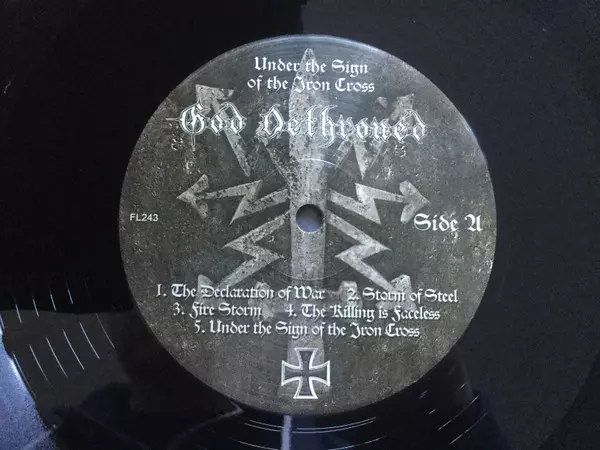 Under the Sign
of the Iron Cross
God Dethroned
FL243
Side A
1. The Declaration of War 2. Storm of Steel
3. Fire Storm 4. The Killing is Faceless
5. Under the Sign of the Iron Cross